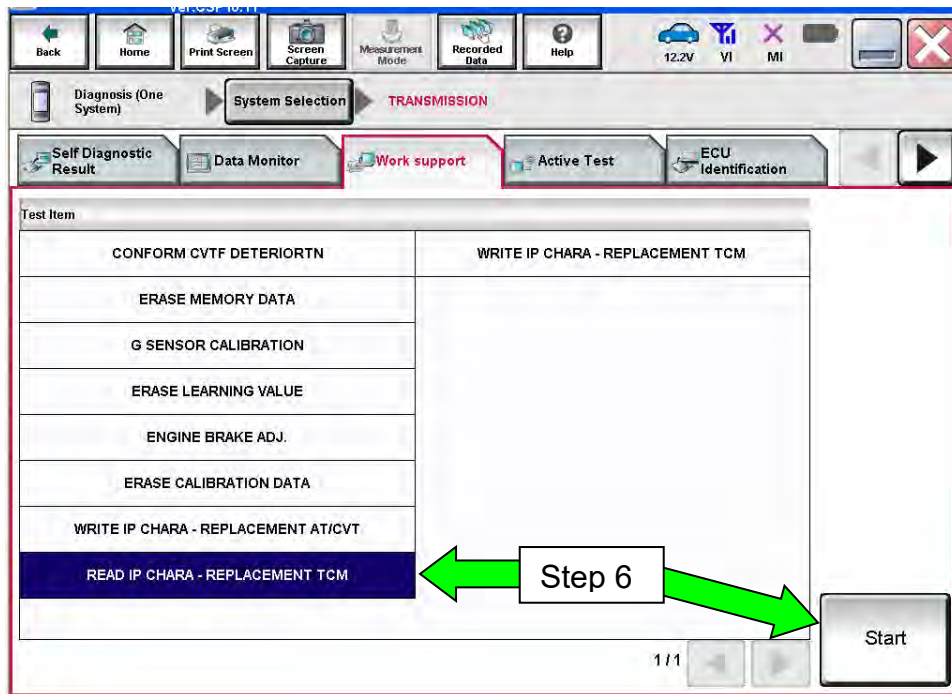 Back
Home
Print Screen
Screen
Capture
Measurement
Mode
Recorded
Data
Help
12.2V
VI
MI
Diagnosis (One
System)
System Selection
TRANSMISSION
Self Diagnostic
Result
Data Monitor
Work support
Active Test
ECU
Identification
Test Item
CONFORM CVTF DETERIORTN
WRITE IP CHARA - REPLACEMENT TCM
ERASE MEMORY DATA
G SENSOR CALIBRATION
ERASE LEARNING VALUE
ENGINE BRAKE ADJ.
ERASE CALIBRATION DATA
WRITE IP CHARA - REPLACEMENT AT/CVT
READ IP CHARA - REPLACEMENT TCM
Step 6
Start
1/1